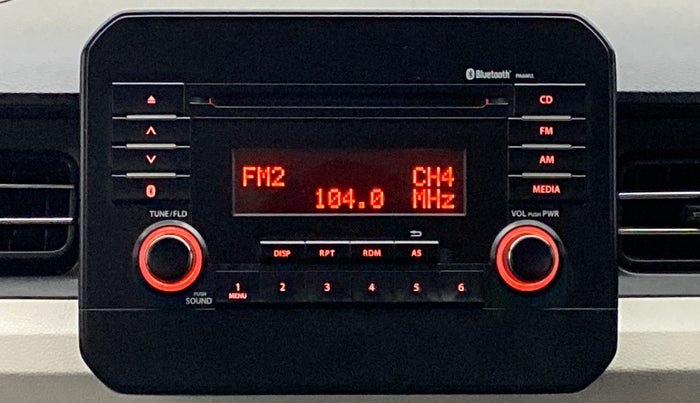 Bluetooth®
CD
FM
AM
MEDIA
FM2 CH4
104.0 MHz
TUNE/FLD
VOL PUSH PWR
DISP RPT RDM AS
PUSH
SOUND
1 2 3 4 5 6
MENU